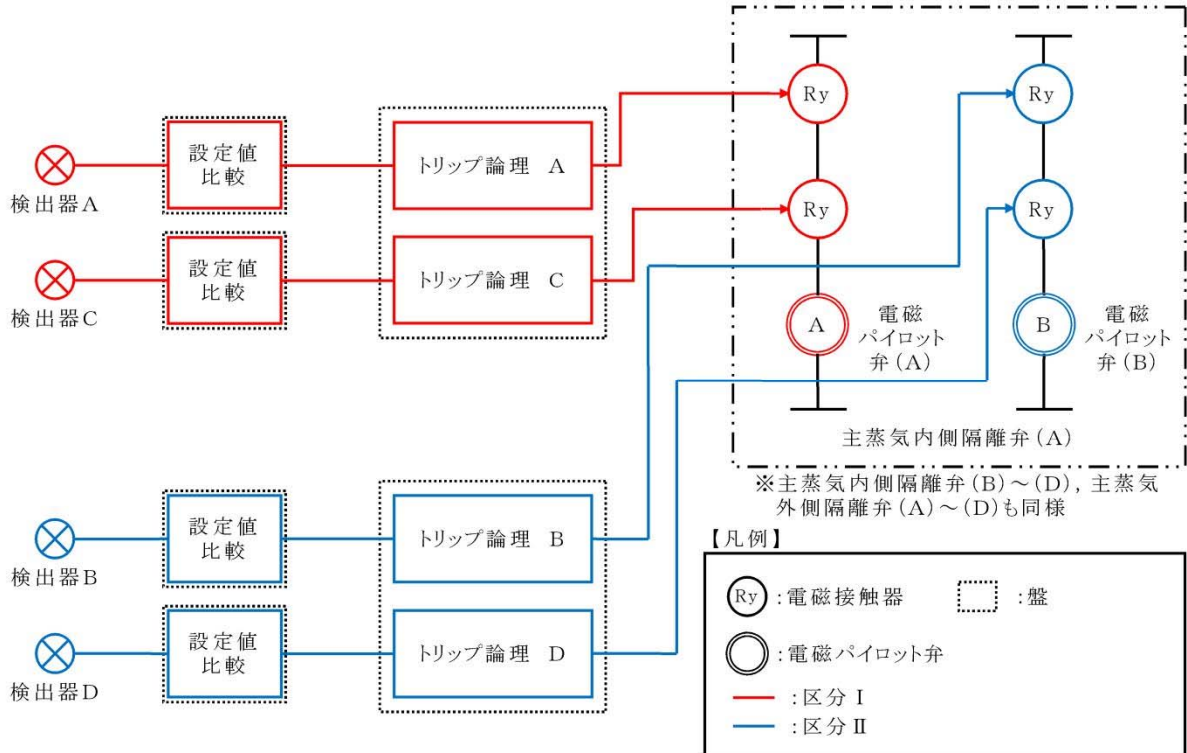 設定値
比較
トリップ論理 A
検出器A
設定値
比較
トリップ論理 C
検出器C
設定値
比較
トリップ論理 B
検出器B
設定値
比較
トリップ論理 D
検出器D
Ry
Ry
Ry
Ry
A
電磁
パイロット
弁(A)
B
電磁
パイロット
弁(B)
主蒸気内側隔離弁(A)
※主蒸気内側隔離弁(B)~(D), 主蒸気
外側隔離弁(A)~(D)も同様
【凡例】
Ry :電磁接触器
:盤
:電磁パイロット弁
:区分Ⅰ
:区分Ⅱ